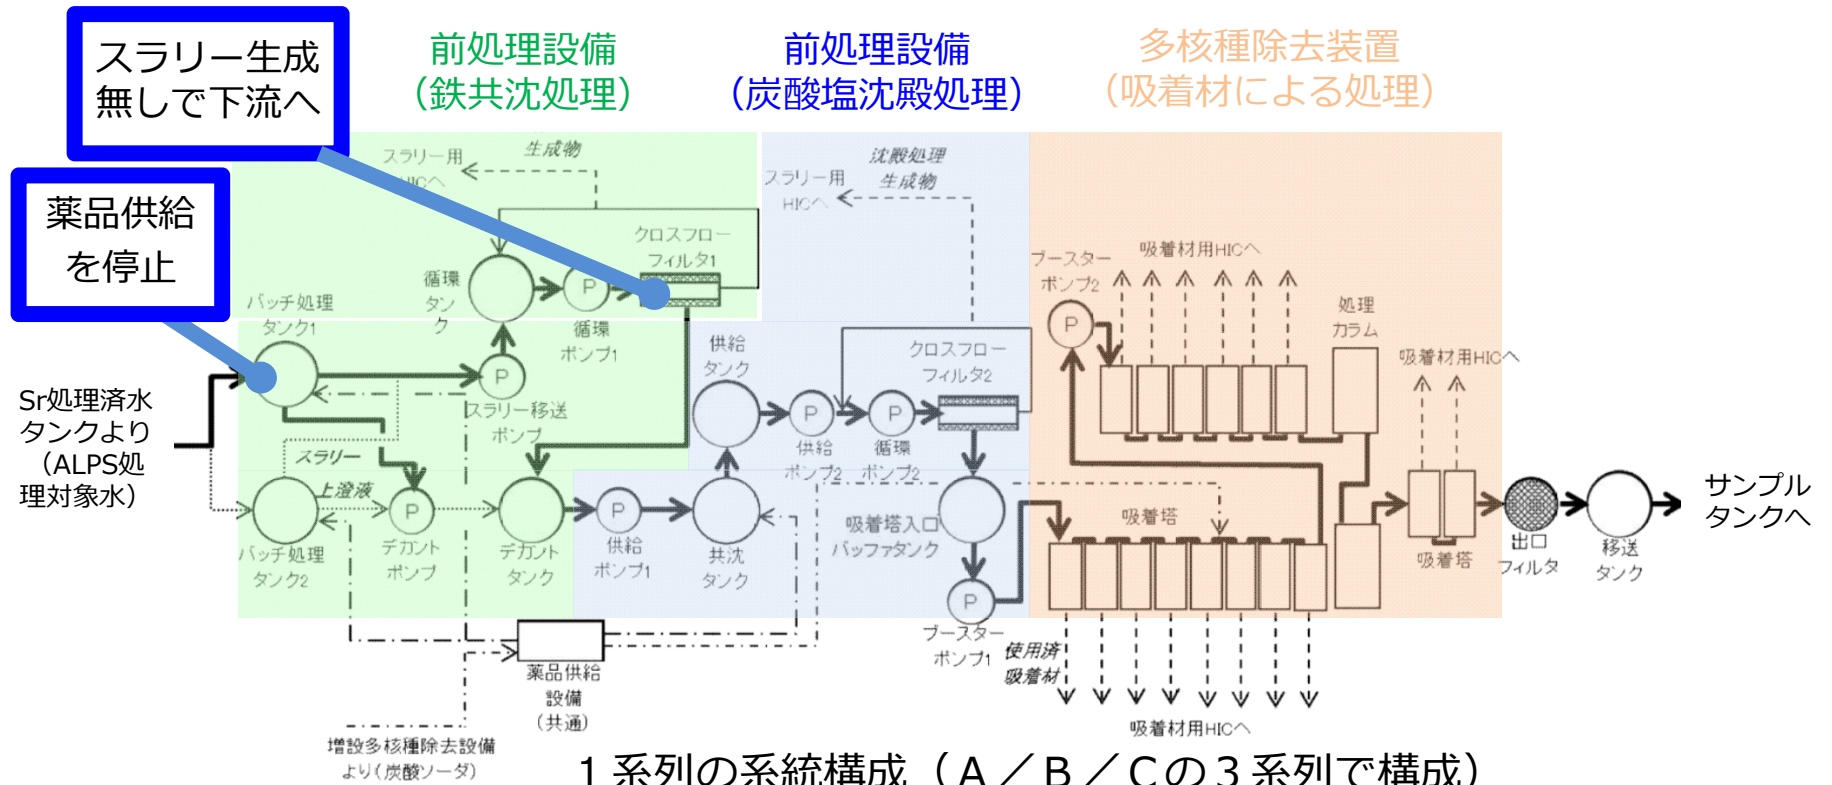 スラリー生成
無しで下流へ
薬品供給
を停止
前処理設備
（鉄共沈処理）
前処理設備
（炭酸塩沈殿処理）
多核種除去装置
（吸着材による処理）
スラリー用
HICへ
生成物
クロスフロー
フィルタ1
循環
タン
ク
P
循環
ポンプ1
バッチ処理
タンク1
P
スラリー移送
ポンプ
Sr処理済水
タンクより
（ALPS処
理対象水）
スラリー
上澄液
バッチ処理
タンク2
P
デカント
ポンプ
デカント
タンク
スラリー用
HICへ
沈殿処理
生成物
供給
タンク
P
供給
ポンプ2
P
循環
ポンプ2
クロスフロー
フィルタ2
P
供給
ポンプ1
共沈
タンク
吸着塔入口
バッファタンク
P
ブースター
ポンプ1
ブースター
ポンプ2
P
吸着材用HICへ
処理
カラム
吸着材用HICへ
吸着塔
吸着塔
使用済
吸着材
吸着材用HICへ
出口
フィルタ
移送
タンク
サンプル
タンクへ
薬品供給
設備
（共通）
増設多核種除去設備
より(炭酸ソーダ)
１系列の系統構成（Ａ／Ｂ／Ｃの３系列で構成）